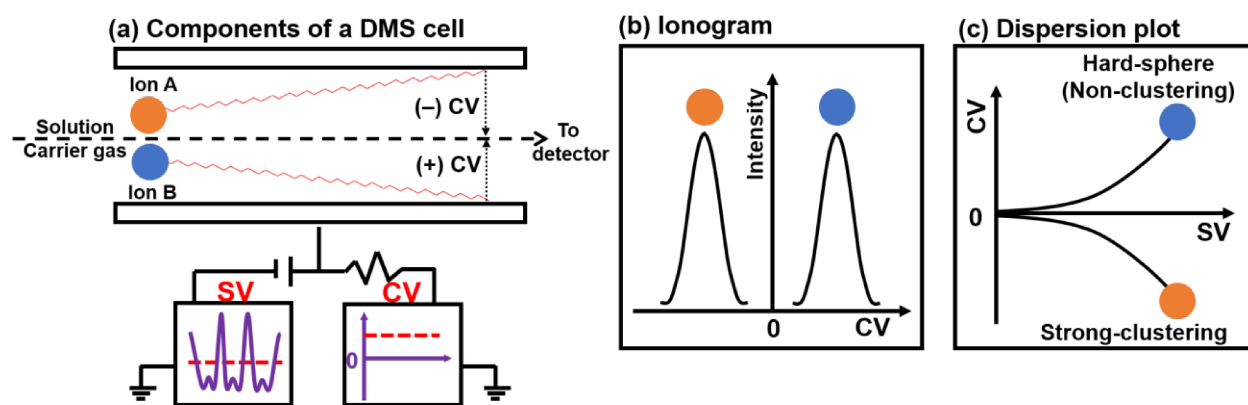 (a) Components of a DMS cell
Ion A
(–) CV
Solution
Carrier gas
To
detector
(+) CV
Ion B
SV
CV
0
(b) Ionogram
Intensity
0
CV
(c) Dispersion plot
Hard-sphere
(Non-clustering)
CV
0
SV
Strong-clustering